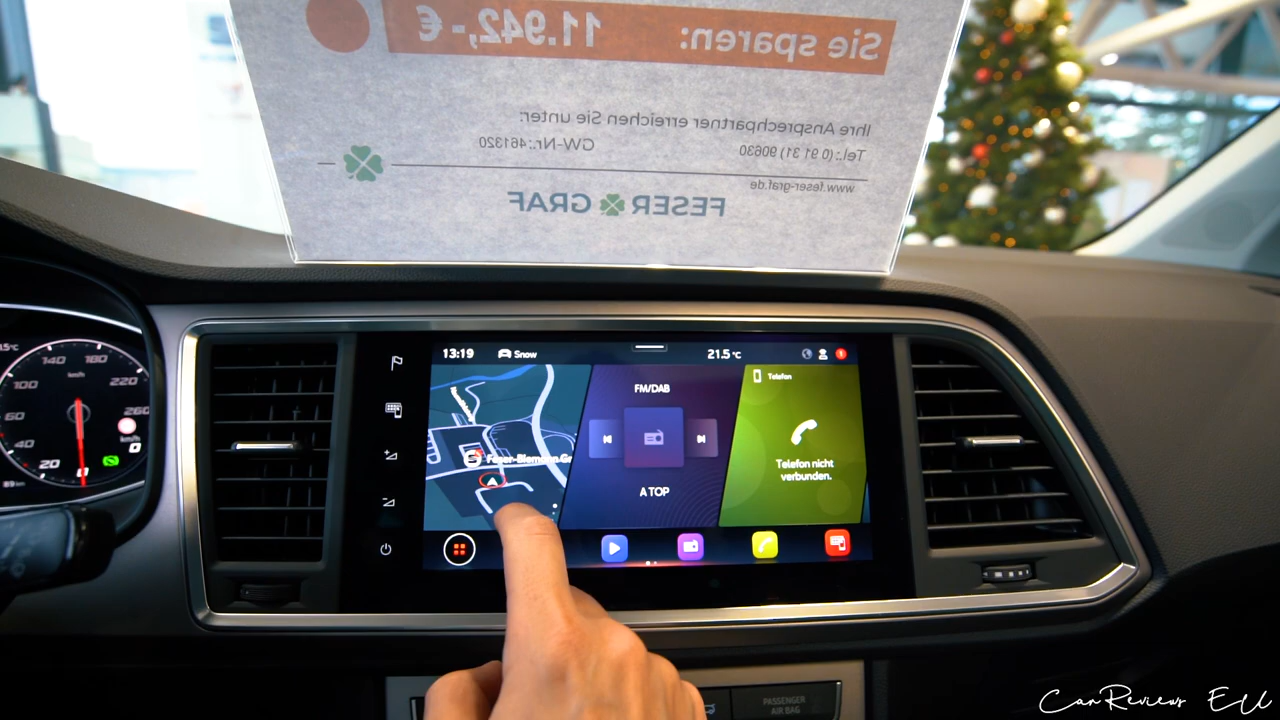 Sie sparen: 11.942,- €
Ihre Ansprechpartner erreichen Sie unter:
Tel.: (0 91 31) 90630 GW-Nr.: 461320
www.feser-graf.de
FESER GRAF
13:19 Snow 21.5°C
FM/DAB
Telefon
A TOP
Telefon nicht
verbunden.
20 40 60 100 140 180 220 260
km/h
km/h
0
0
PASSENGER
AIR BAG
CarReviews EU